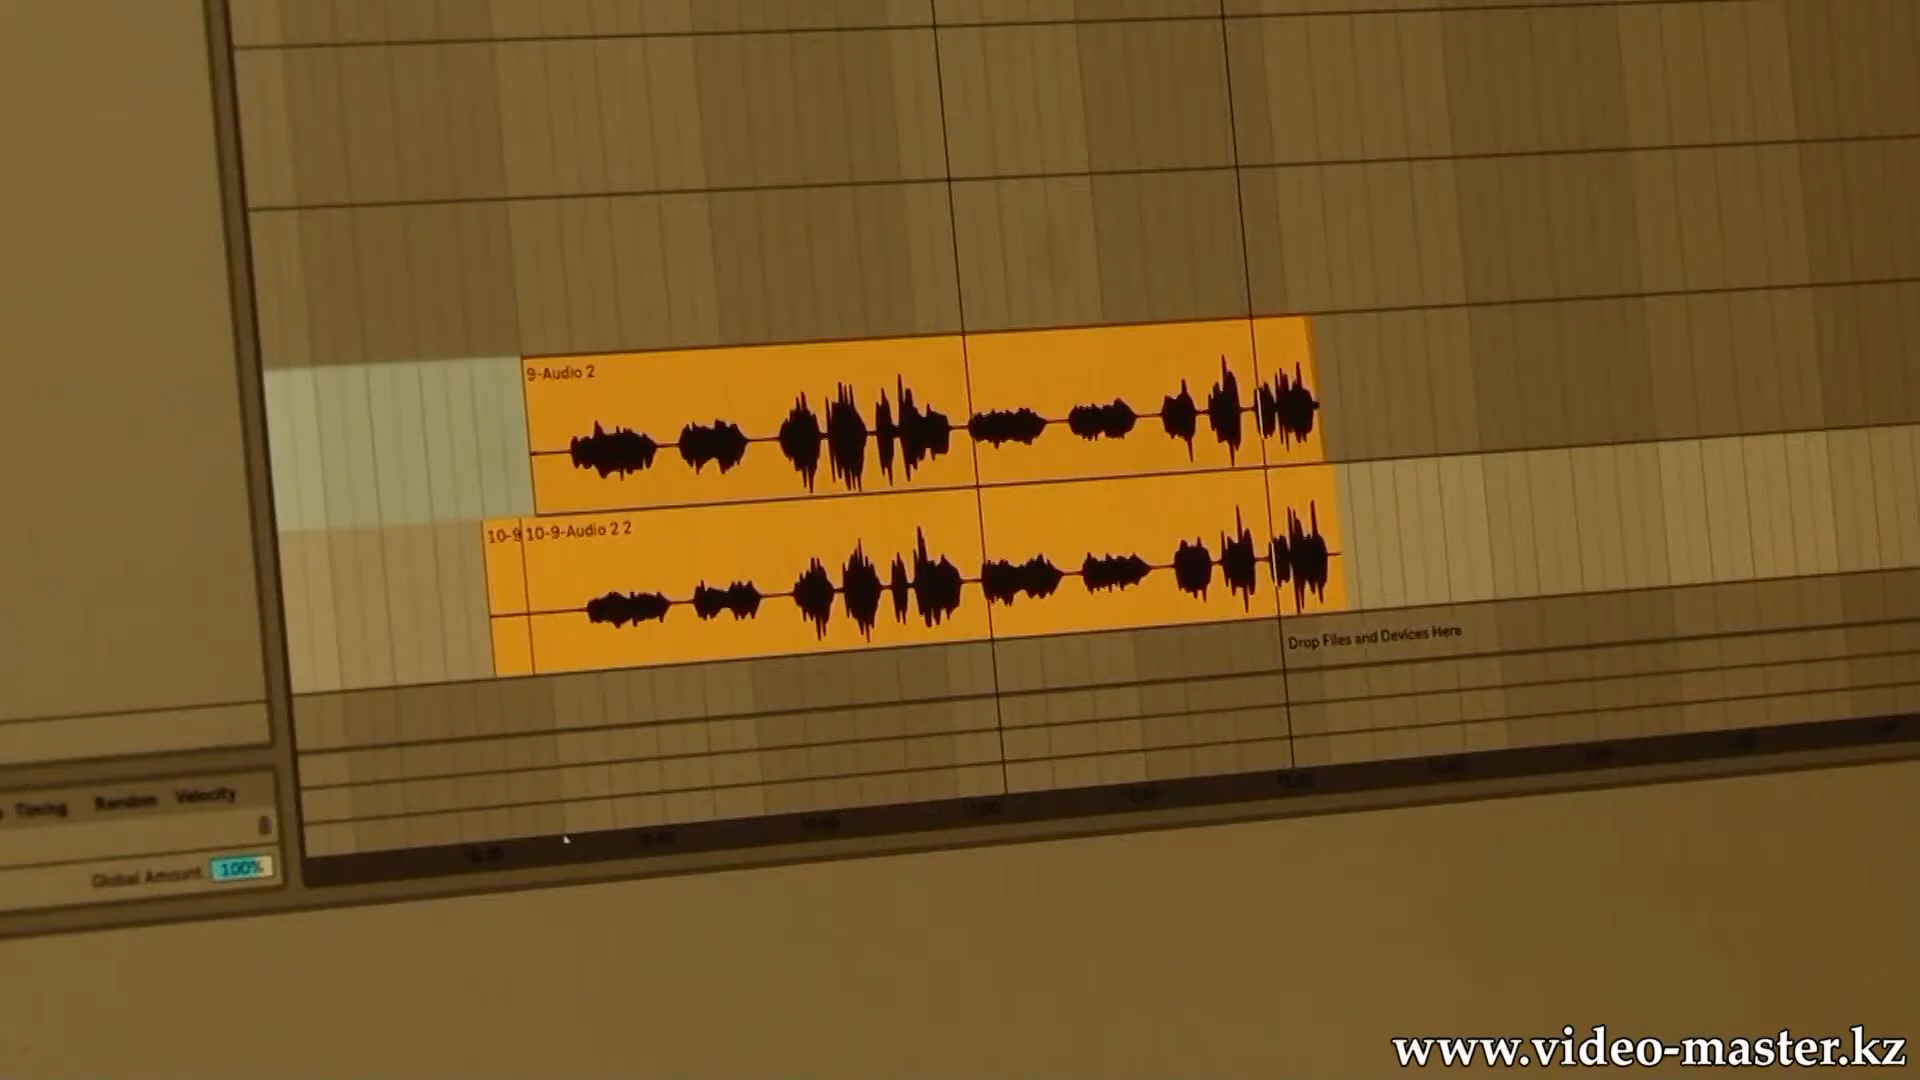 9-Audio 2
10-9
10-9-Audio 2 2
Drop Files and Devices Here
Timing Random Velocity
Global Amount 100%
www.video-master.kz